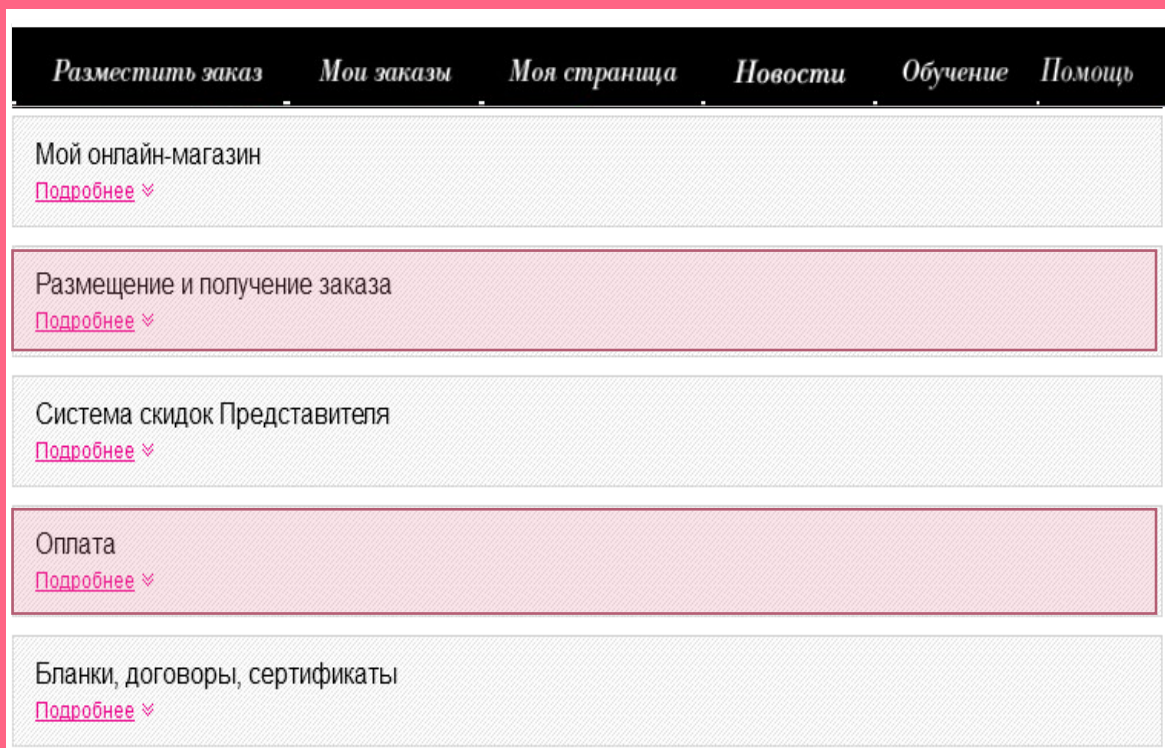 Разместить заказ Мои заказы Моя страница Новости Обучение Помощь
Мой онлайн-магазин
Подробнее
Размещение и получение заказа
Подробнее
Система скидок Представителя
Подробнее
Оплата
Подробнее
Бланки, договоры, сертификаты
Подробнее